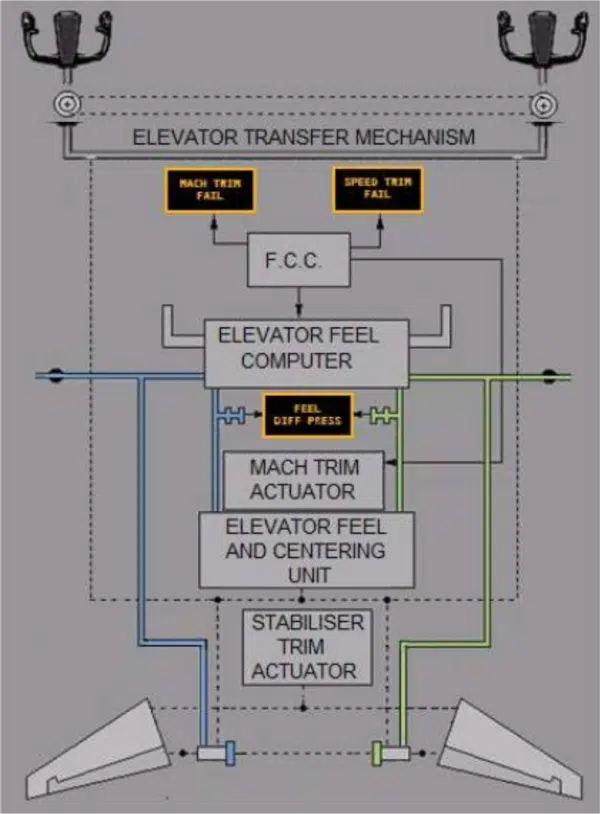 ELEVATOR TRANSFER MECHANISM
MACH TRIM
FAIL
SPEED TRIM
FAIL
F.C.C.
ELEVATOR FEEL
COMPUTER
FEEL
DIFF PRESS
MACH TRIM
ACTUATOR
ELEVATOR FEEL
AND CENTERING
UNIT
STABILISER
TRIM
ACTUATOR